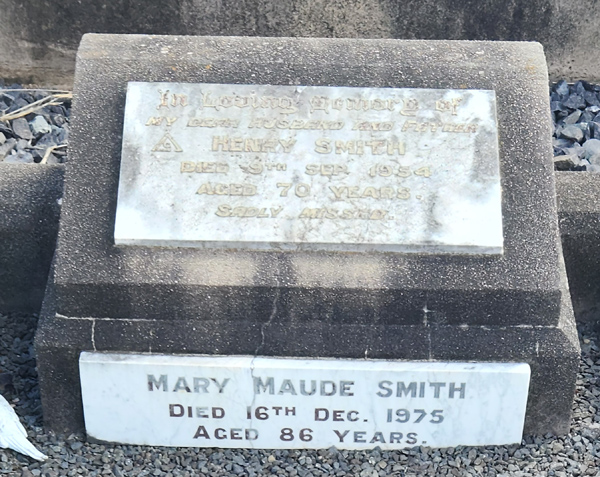 In Loving Memory of
MY DEAR HUSBAND AND FATHER
HENRY SMITH
DIED 9TH SEP. 1954
AGED 70 YEARS.
SADLY MISSED.
MARY MAUDE SMITH
DIED 16TH DEC. 1975
AGED 86 YEARS.